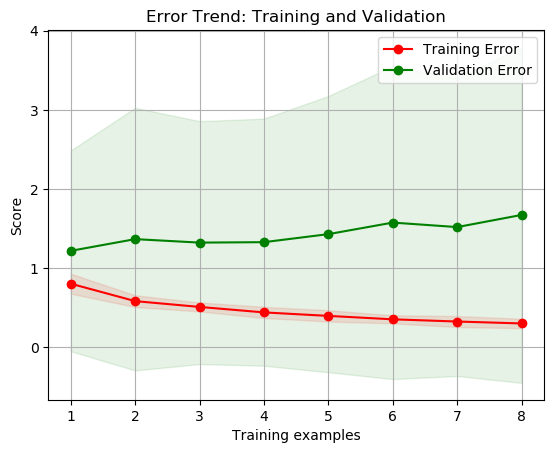 Error Trend: Training and Validation
Training Error
Validation Error
Score
4
3
2
1
0
1 2 3 4 5 6 7 8
Training examples